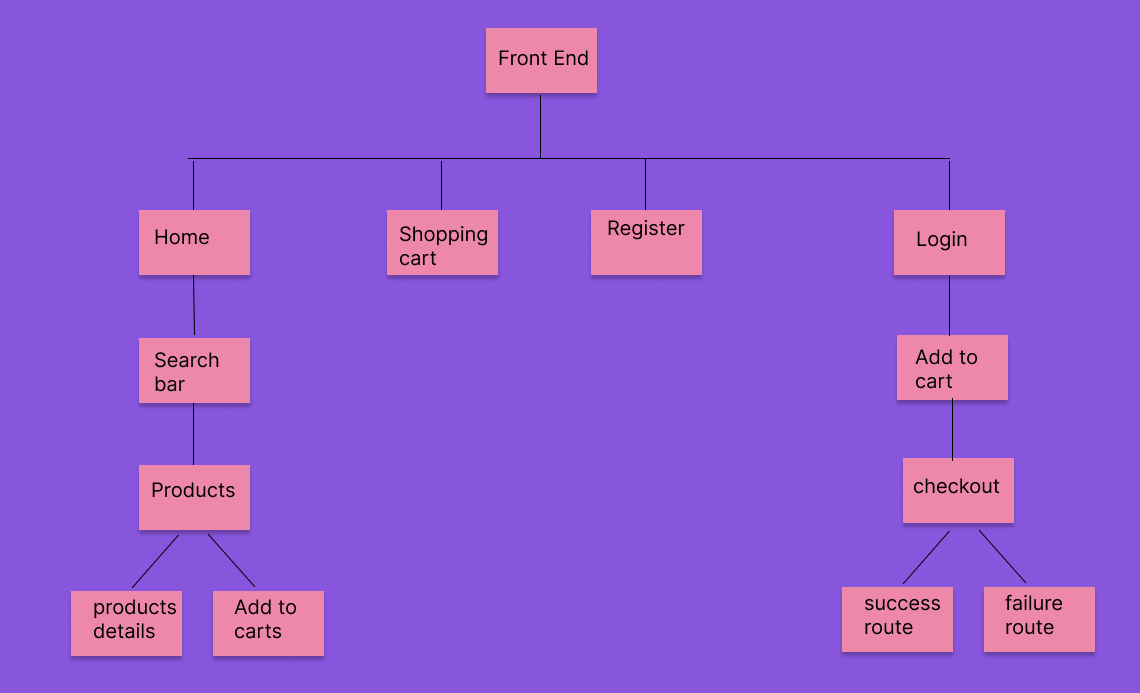 Front End
Home
Shopping
cart
Register
Login
Search
bar
Add to
cart
Products
checkout
products
details
Add to
carts
success
route
failure
route